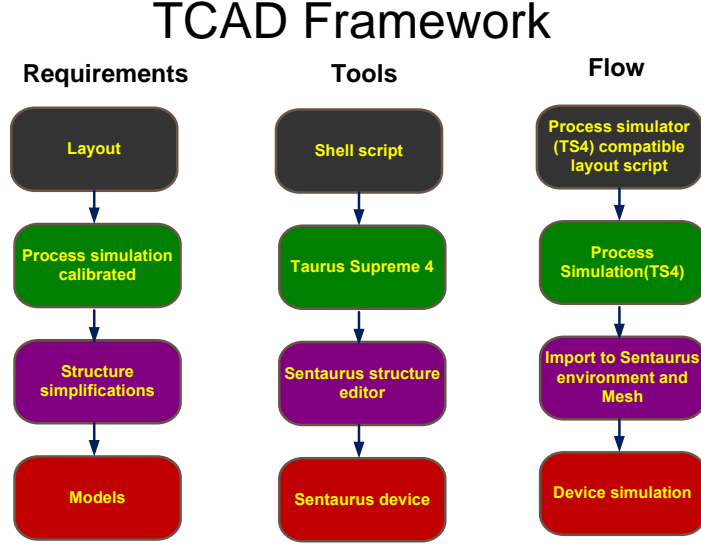 TCAD Framework
Requirements
Tools
Flow
Layout
Process simulation
calibrated
Structure
simplifications
Models
Shell script
Taurus Supreme 4
Sentaurus structure
editor
Sentaurus device
Process simulator
(TS4) compatible
layout script
Process
Simulation(TS4)
Import to Sentaurus
environment and
Mesh
Device simulation